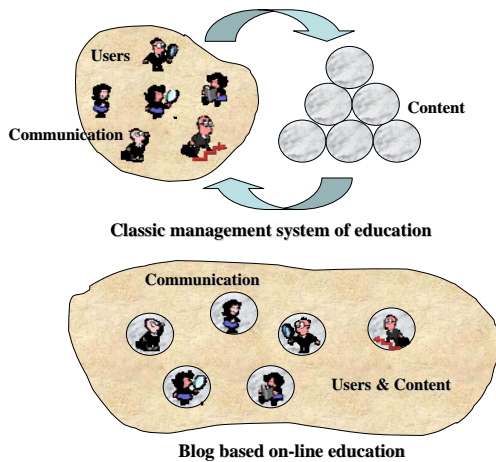 Users
Content
Communication
Classic management system of education
Communication
Users & Content
Blog based on-line education